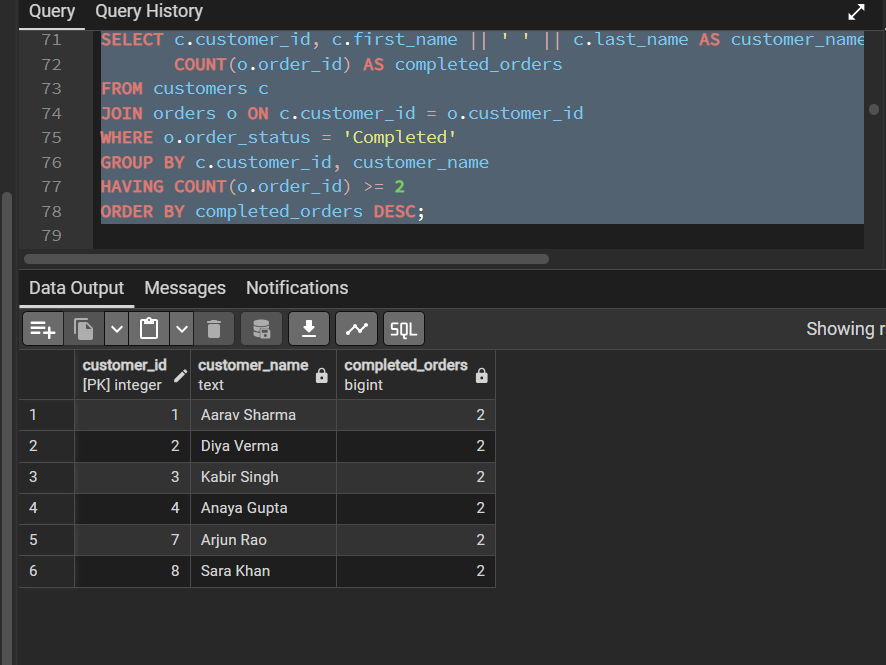 Query Query History
71 SELECT c.customer_id, c.first_name || ' ' || c.last_name AS customer_name
72 COUNT(o.order_id) AS completed_orders
73 FROM customers c
74 JOIN orders o ON c.customer_id = o.customer_id
75 WHERE o.order_status = 'Completed'
76 GROUP BY c.customer_id, customer_name
77 HAVING COUNT(o.order_id) >= 2
78 ORDER BY completed_orders DESC;
79
Data Output Messages Notifications
SQL Showing r
customer_id customer_name completed_orders
[PK] integer text bigint
1 1 Aarav Sharma 2
2 2 Diya Verma 2
3 3 Kabir Singh 2
4 4 Anaya Gupta 2
5 7 Arjun Rao 2
6 8 Sara Khan 2